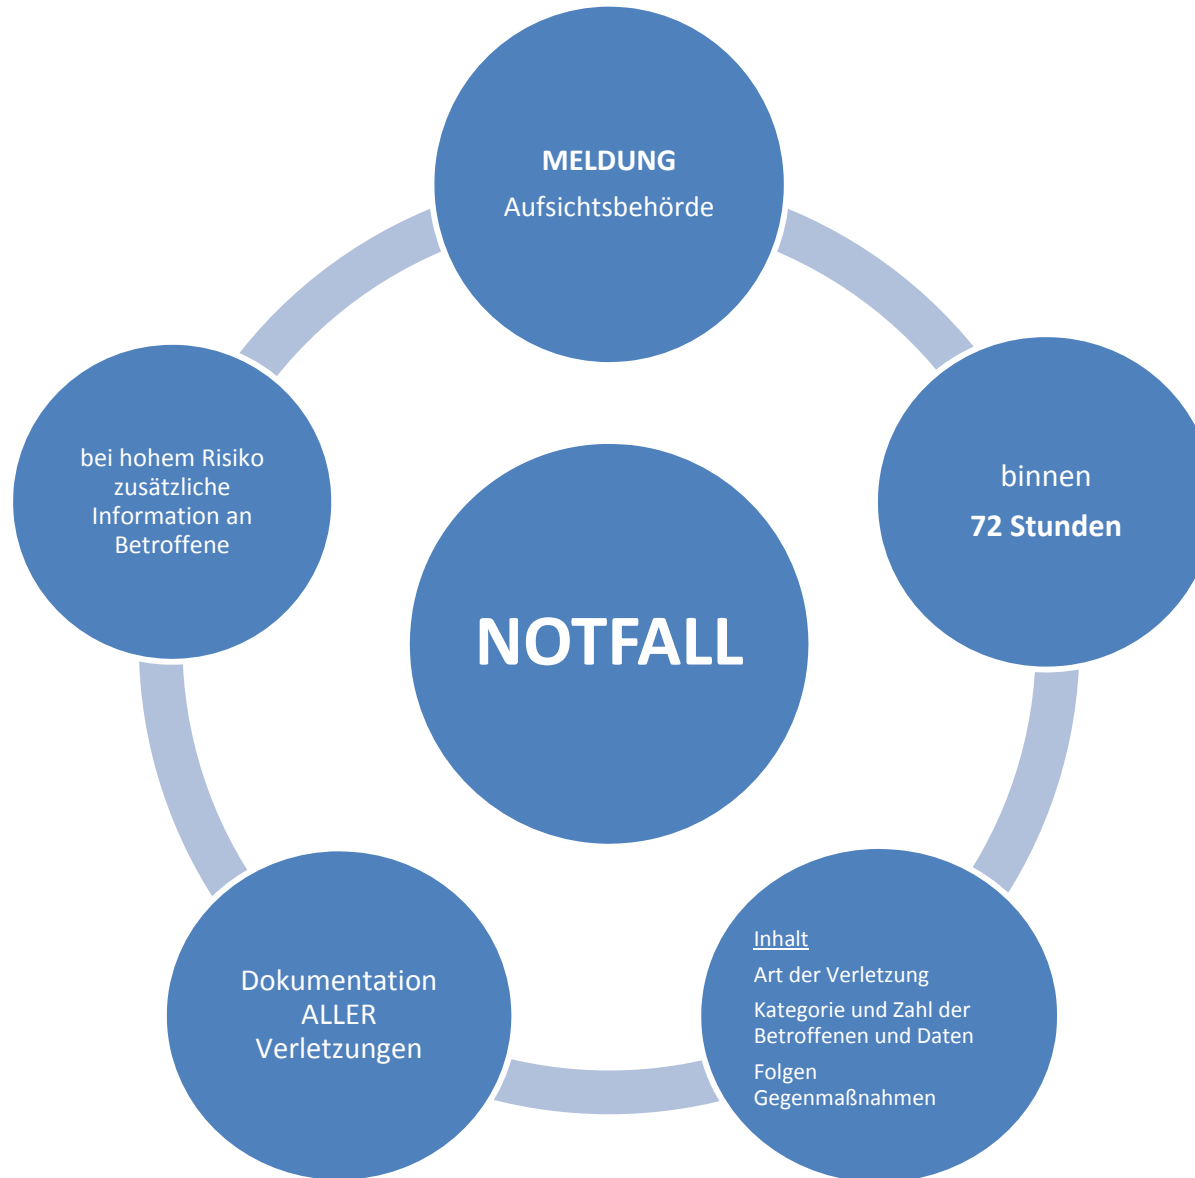 MELDUNG
Aufsichtsbehörde
binnen
72 Stunden
Inhalt
Art der Verletzung
Kategorie und Zahl der
Betroffenen und Daten
Folgen
Gegenmaßnahmen
Dokumentation
ALLER
Verletzungen
bei hohem Risiko
zusätzliche
Information an
Betroffene
NOTFALL